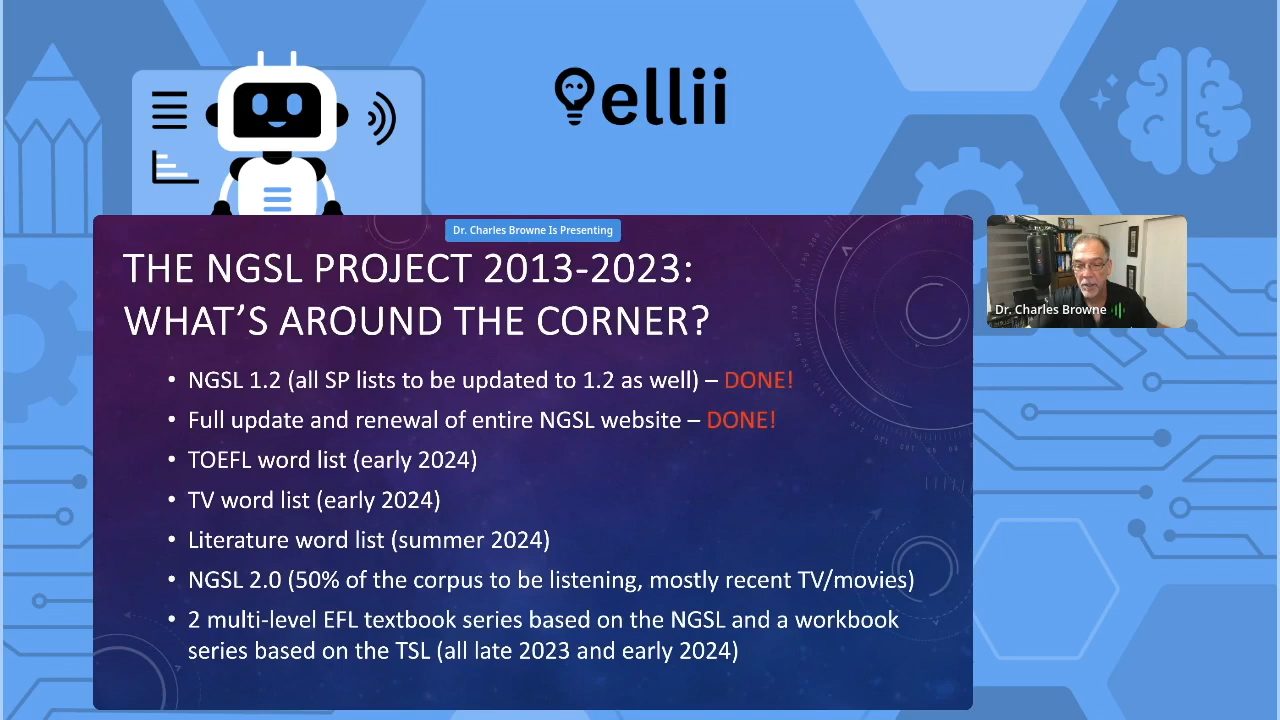 ellii
Dr. Charles Browne Is Presenting
THE NGSL PROJECT 2013-2023:
WHAT’S AROUND THE CORNER?
• NGSL 1.2 (all SP lists to be updated to 1.2 as well) – DONE!
• Full update and renewal of entire NGSL website – DONE!
• TOEFL word list (early 2024)
• TV word list (early 2024)
• Literature word list (summer 2024)
• NGSL 2.0 (50% of the corpus to be listening, mostly recent TV/movies)
• 2 multi-level EFL textbook series based on the NGSL and a workbook
series based on the TSL (all late 2023 and early 2024)
Dr. Charles Browne